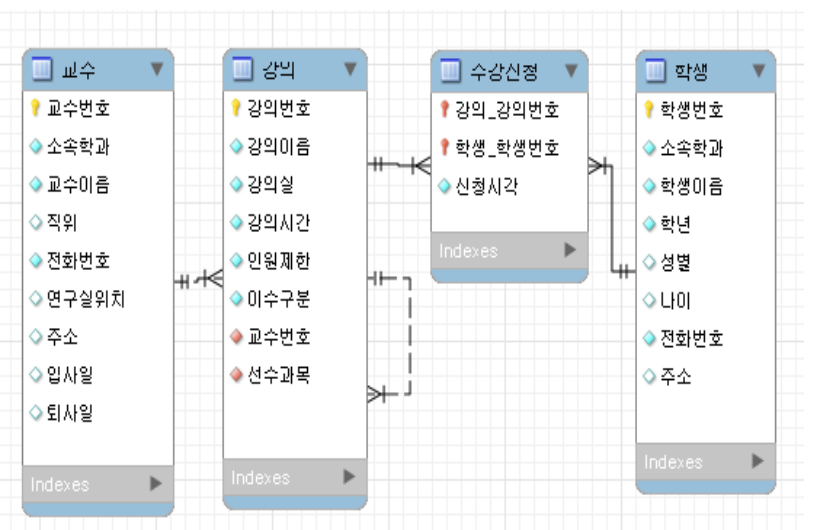 교수
교수번호
소속학과
교수이름
직위
전화번호
연구실위치
주소
입사일
퇴사일
Indexes
강의
강의번호
강의이름
강의실
강의시간
인원제한
이수구분
교수번호
선수과목
Indexes
수강신청
강의_강의번호
학생_학생번호
신청시각
Indexes
학생
학생번호
소속학과
학생이름
학년
성별
나이
전화번호
주소
Indexes